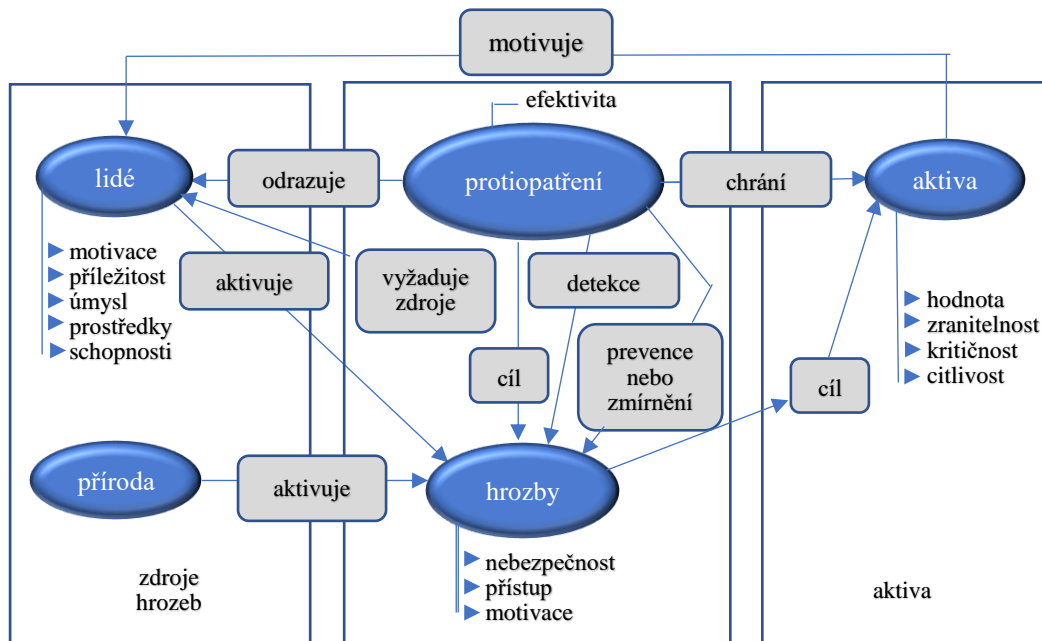 motivuje
efektivita
lidé
odrazuje
protiopatření
chrání
aktiva
motivace
příležitost
úmysl
prostředky
schopnosti
aktivuje
vyžaduje
zdroje
detekce
hodnota
zranitelnost
kritičnost
citlivost
cíl
prevence
nebo
zmírnění
cíl
příroda
aktivuje
hrozby
nebezpečnost
přístup
motivace
zdroje
hrozeb
aktiva